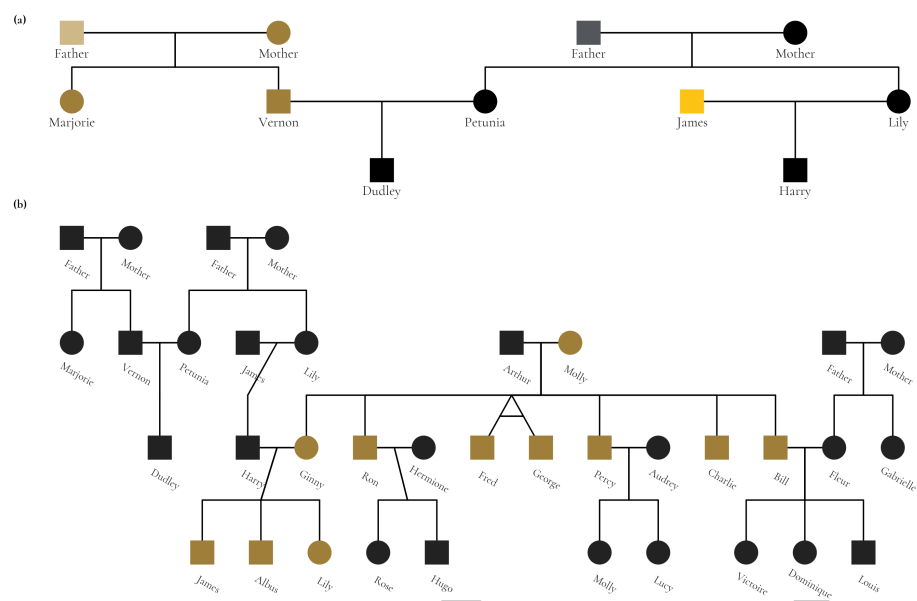 (a)
Father Mother Father Mother
Marjorie Vernon Petunia James Lily
Dudley Harry
(b)
Father Mother Father Mother
Marjorie Vernon Petunia James Lily Arthur Molly Father Mother
Dudley Harry Ginny Ron Hermione Fred George Percy Audrey Charlie Bill Fleur Gabrielle
James Albus Lily Rose Hugo Molly Lucy Victoire Dominique Louis